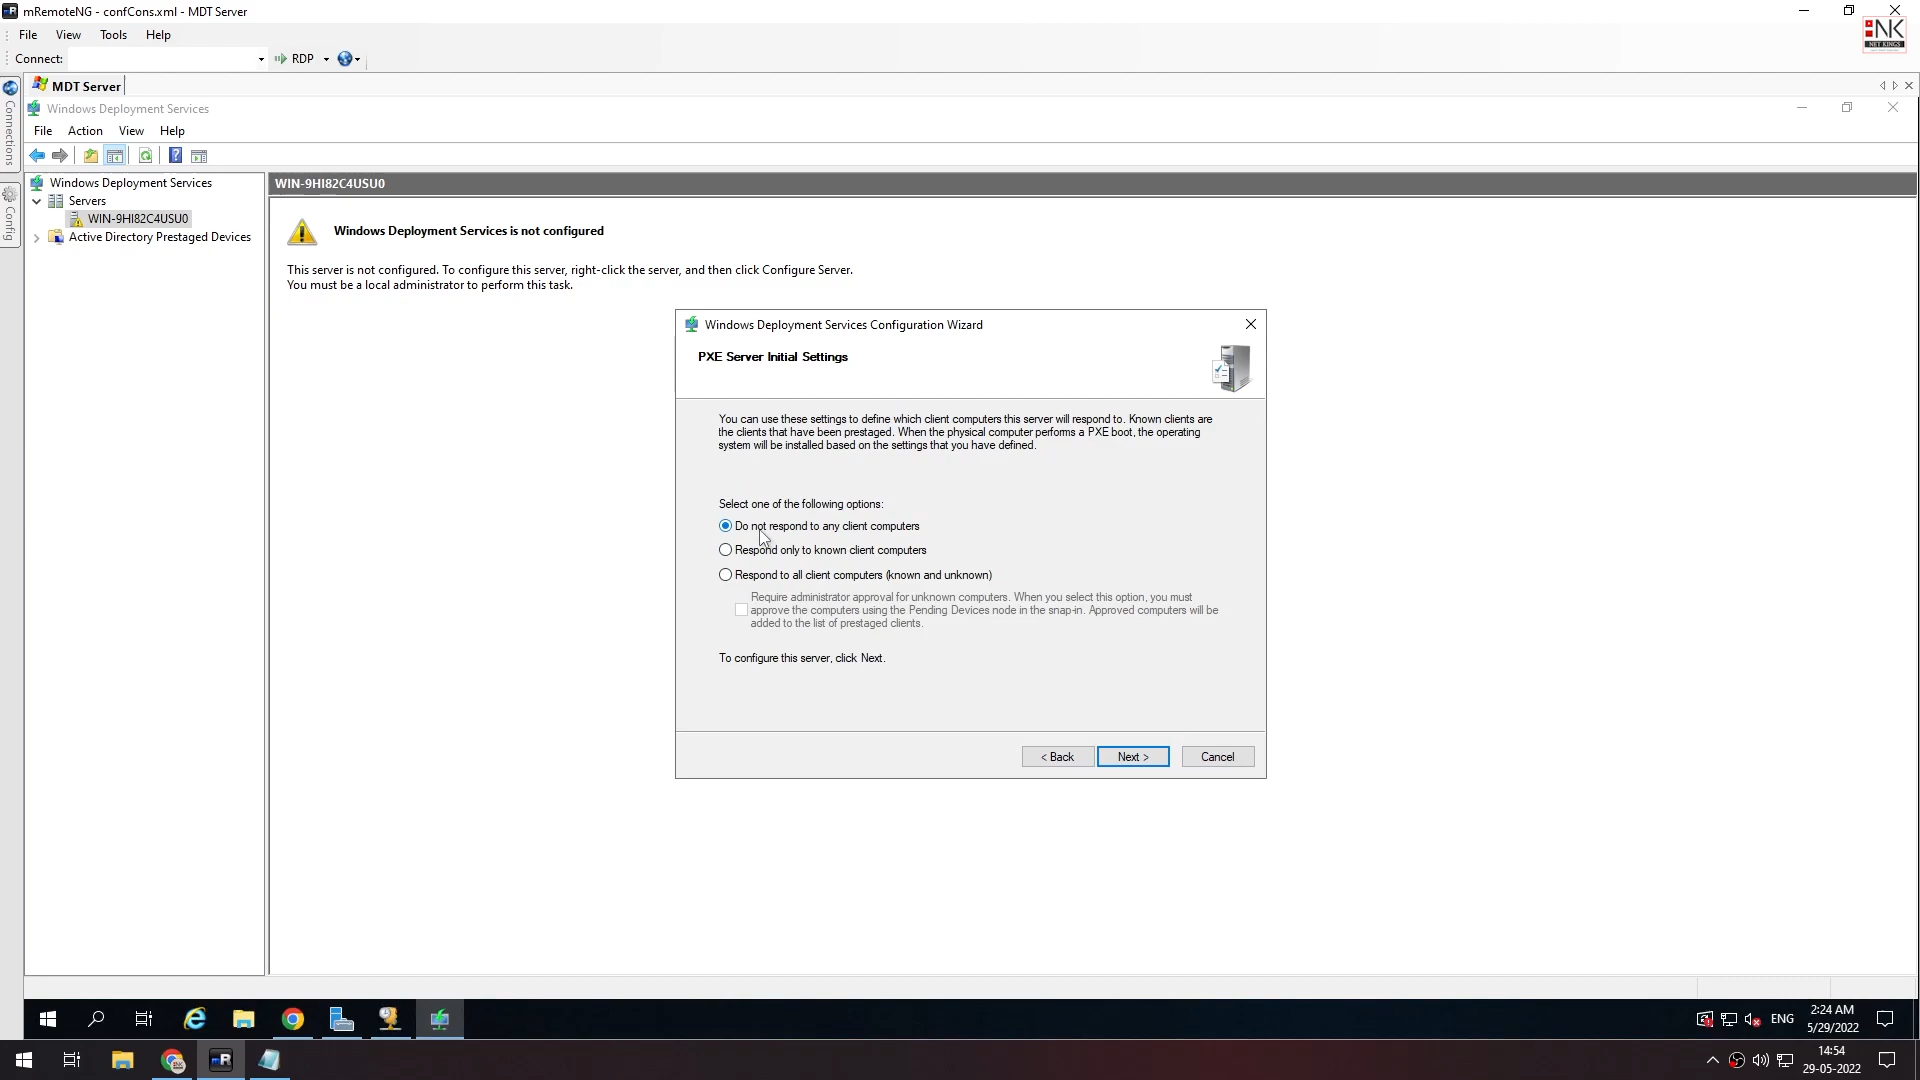 mRemoteNG - confCons.xml - MDT Server
NK
NET KINGS
File View Tools Help
Connect: RDP
MDT Server
Connections
Config
Windows Deployment Services
File Action View Help
Windows Deployment Services
Servers
WIN-9HI82C4USU0
Active Directory Prestaged Devices
WIN-9HI82C4USU0
Windows Deployment Services is not configured
This server is not configured. To configure this server, right-click the server, and then click Configure Server.
You must be a local administrator to perform this task.
Windows Deployment Services Configuration Wizard
PXE Server Initial Settings
You can use these settings to define which client computers this server will respond to. Known clients are
the clients that have been prestaged. When the physical computer performs a PXE boot, the operating
system will be installed based on the settings that you have defined.
Select one of the following options:
Do not respond to any client computers
Respond only to known client computers
Respond to all client computers (known and unknown)
Require administrator approval for unknown computers. When you select this option, you must
approve the computers using the Pending Devices node in the snap-in. Approved computers will be
added to the list of prestaged clients.
To configure this server, click Next.
< Back Next > Cancel
ENG
2:24 AM
5/29/2022
mR
14:54
29-05-2022